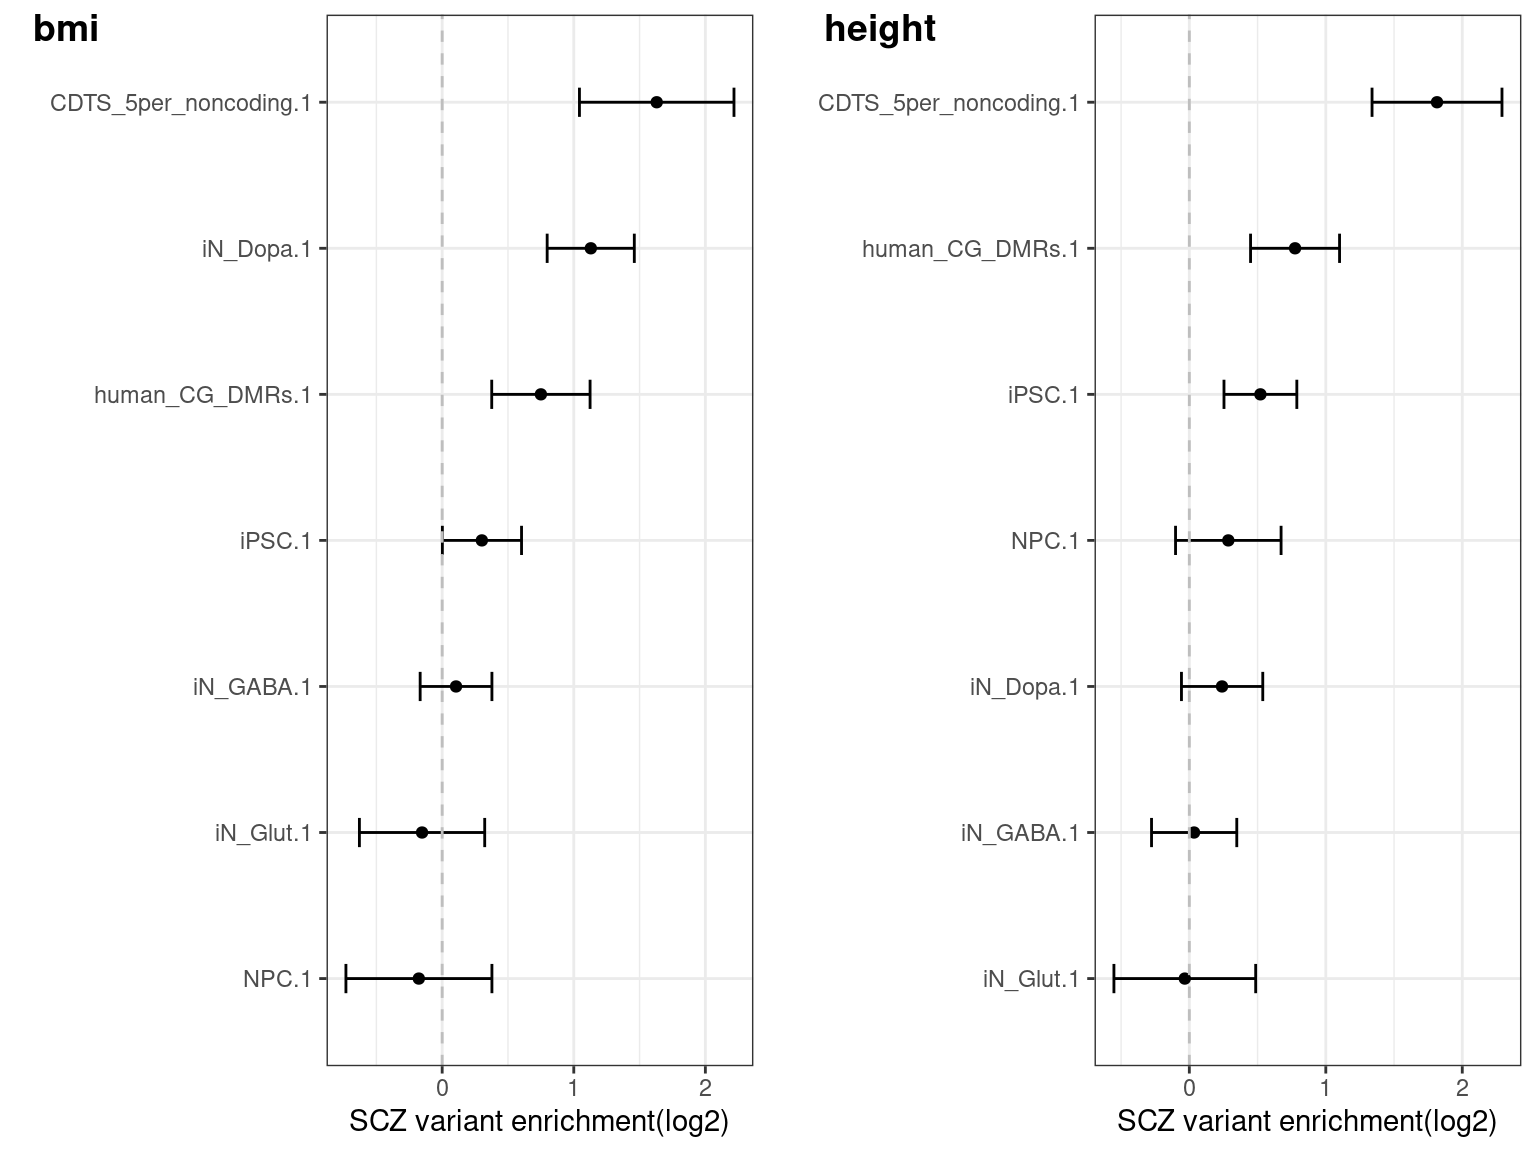 bmi
CDTS_5per_noncoding.1
iN_Dopa.1
human_CG_DMRs.1
iPSC.1
iN_GABA.1
iN_Glut.1
NPC.1
0 1 2
SCZ variant enrichment(log2)
height
CDTS_5per_noncoding.1
human_CG_DMRs.1
iPSC.1
NPC.1
iN_Dopa.1
iN_GABA.1
iN_Glut.1
0 1 2
SCZ variant enrichment(log2)